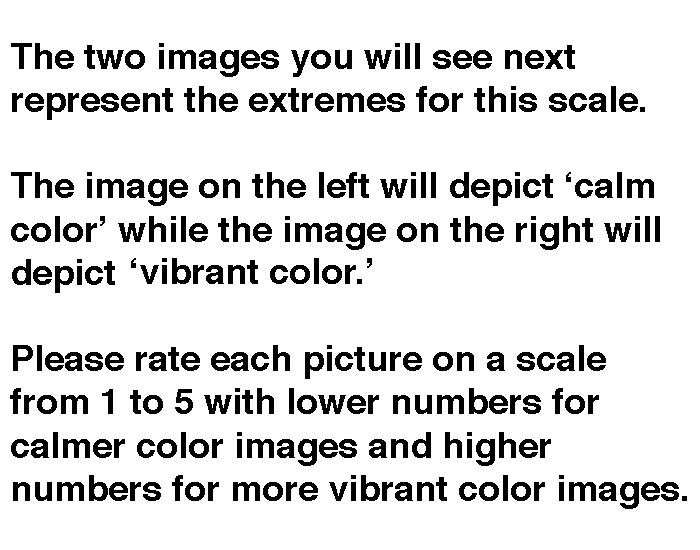 The two images you will see next
represent the extremes for this scale.
The image on the left will depict ‘calm
color’ while the image on the right will
depict ‘vibrant color.’
Please rate each picture on a scale
from 1 to 5 with lower numbers for
calmer color images and higher
numbers for more vibrant color images.